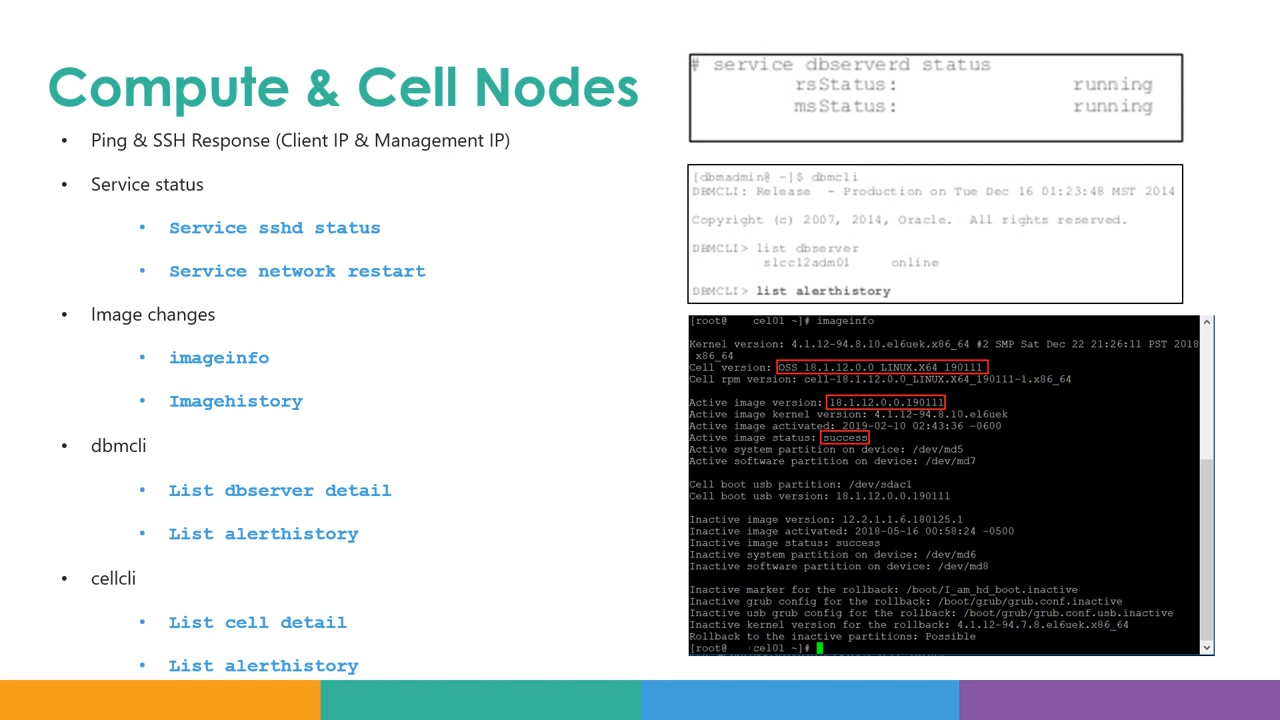 Compute & Cell Nodes
• Ping & SSH Response (Client IP & Management IP)
• Service status
• Service sshd status
• Service network restart
• Image changes
• imageinfo
• Imagehistory
• dbmcli
• List dbserver detail
• List alerthistory
• cellcli
• List cell detail
• List alerthistory
# service dbserverd status
rsStatus: running
msStatus: running
[dbmadmin@ ~]$ dbmcli
DBMCLI: Release - Production on Tue Dec 16 01:23:48 MST 2014
Copyright (c) 2007, 2014, Oracle. All rights reserved.
DBMCLI> list dbserver
slcc12adm01 online
DBMCLI> list alerthistory
[root@ cel01 ~]# imageinfo
Kernel version: 4.1.12-94.8.10.el6uek.x86_64 #2 SMP Sat Dec 22 21:26:11 PST 2018
x86_64
Cell version: OSS_18.1.12.0.0_LINUX.X64_190111
Cell rpm version: cell-18.1.12.0.0_LINUX.X64_190111-1.x86_64
Active image version: 18.1.12.0.0.190111
Active image kernel version: 4.1.12-94.8.10.el6uek
Active image activated: 2019-02-10 02:43:36 -0600
Active image status: success
Active system partition on device: /dev/md5
Active software partition on device: /dev/md7
Cell boot usb partition: /dev/sdac1
Cell boot usb version: 18.1.12.0.0.190111
Inactive image version: 12.2.1.1.6.180125.1
Inactive image activated: 2018-05-16 00:58:24 -0500
Inactive image status: success
Inactive system partition on device: /dev/md6
Inactive software partition on device: /dev/md8
Inactive marker for the rollback: /boot/I_am_hd_boot.inactive
Inactive grub config for the rollback: /boot/grub/grub.conf.inactive
Inactive usb grub config for the rollback: /boot/grub/grub.conf.usb.inactive
Inactive kernel version for the rollback: 4.1.12-94.7.8.el6uek.x86_64
Rollback to the inactive partitions: Possible
[root@ cel01 ~]#